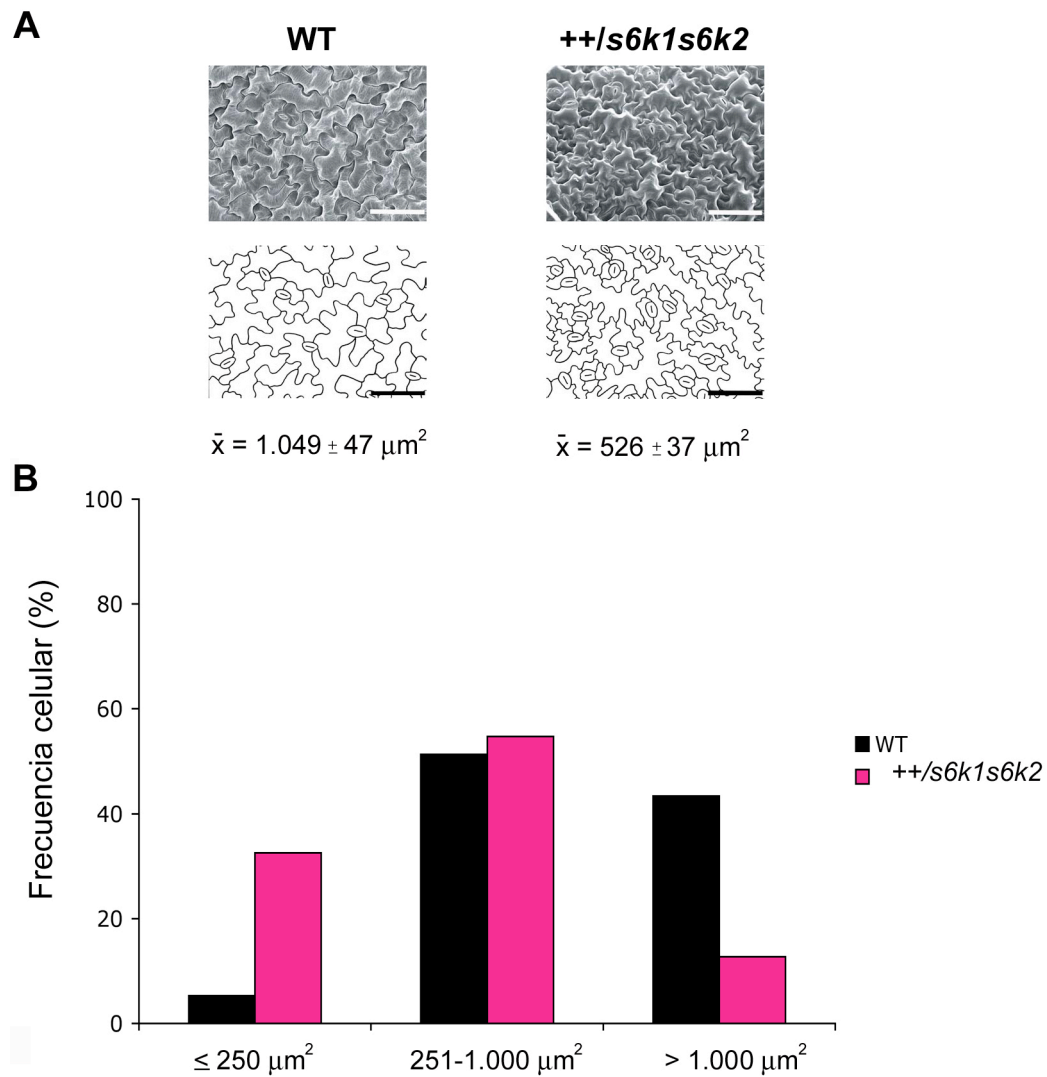 A
WT ++/s6k1s6k2
x̄ = 1.049 ± 47 μm² x̄ = 526 ± 37 μm²
B
Frecuencia celular (%)
100
80
60
40
20
0
≤ 250 μm² 251-1.000 μm² > 1.000 μm²
WT
++/s6k1s6k2